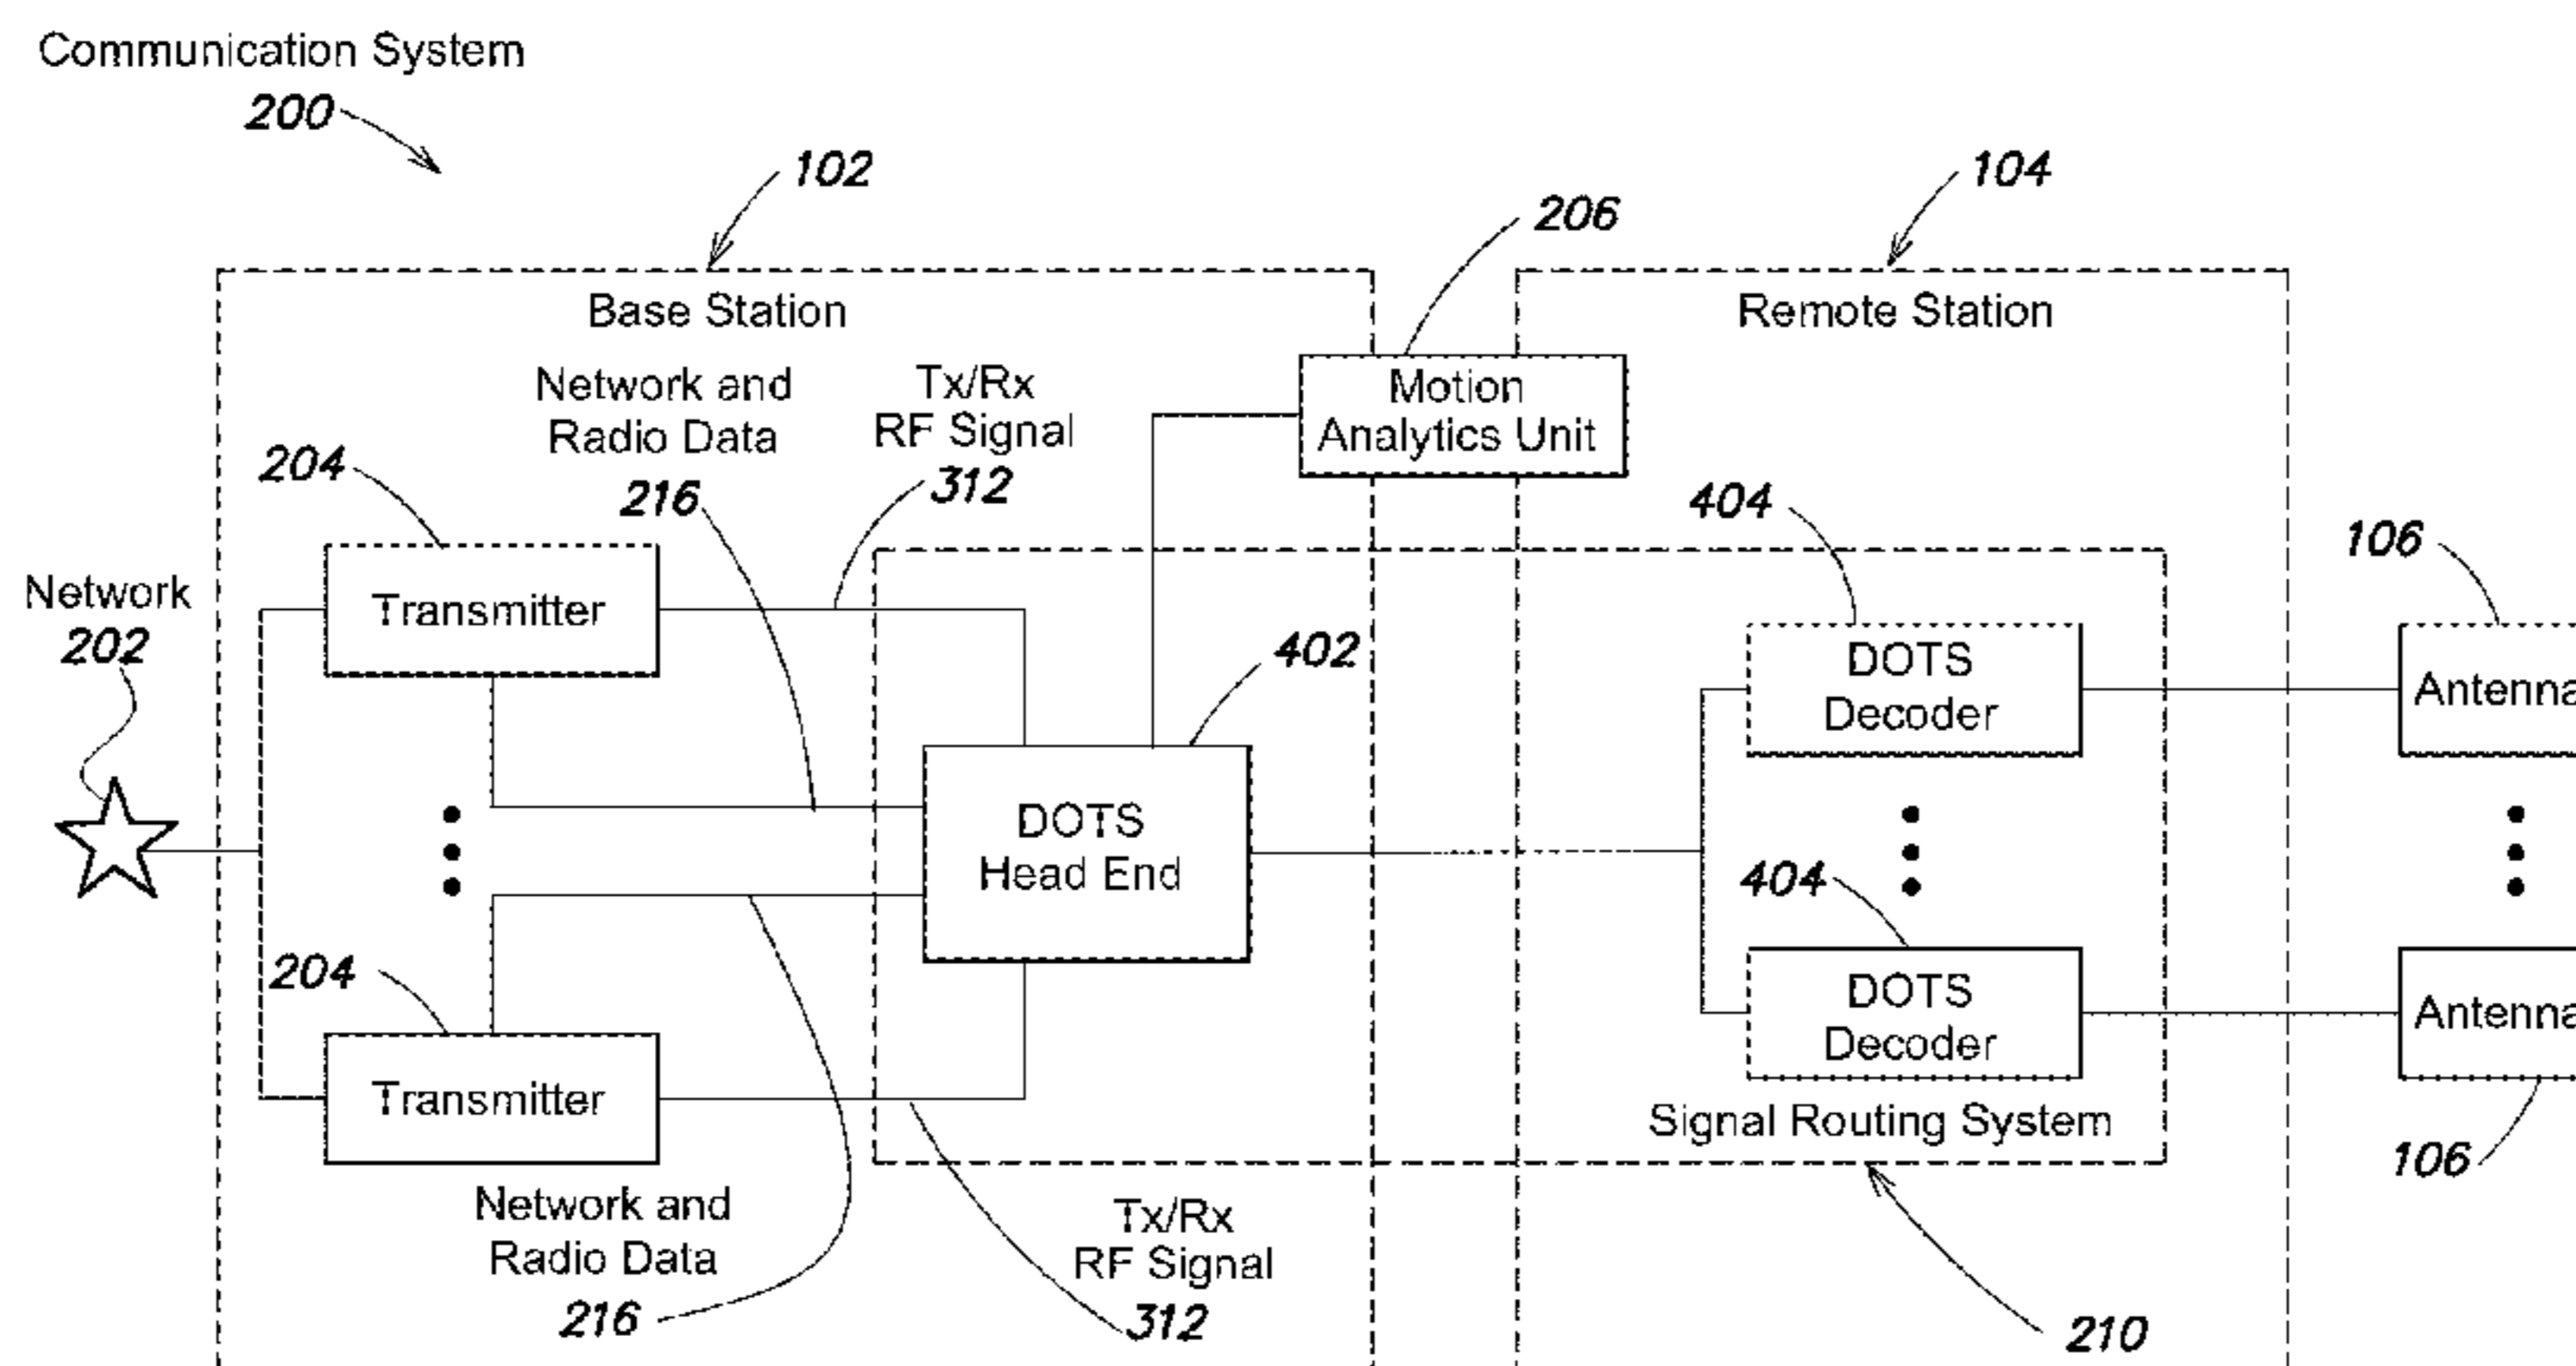 Communication System
200
102
104
206
Base Station
Remote Station
Network and
Radio Data
216
Tx/Rx
RF Signal
312
Motion
Analytics Unit
204
404
106
Network
202
Transmitter
402
DOTS
Decoder
Antenna
DOTS
Head End
404
204
Transmitter
DOTS
Decoder
Antenna
Signal Routing System
106
Network and
Radio Data
216
Tx/Rx
RF Signal
312
210